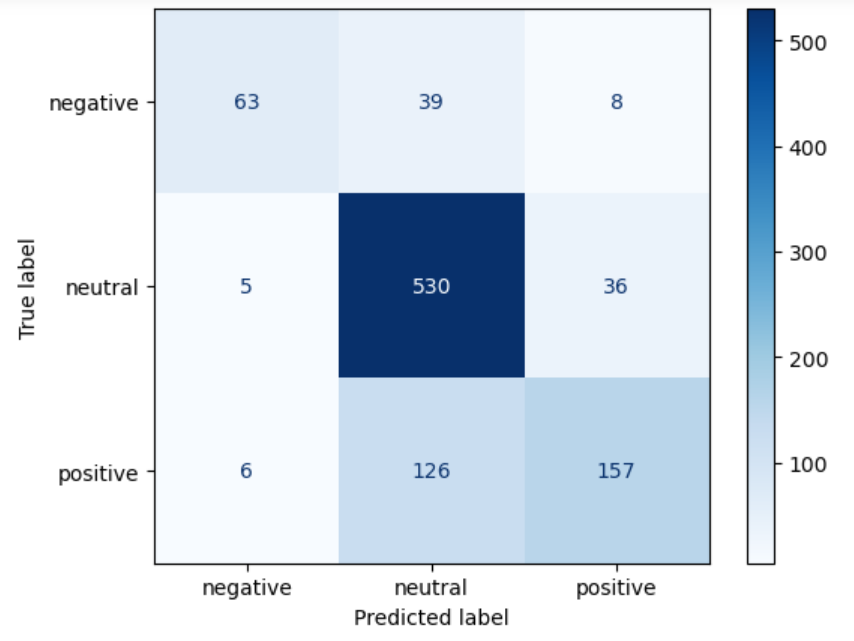 500
negative 63 39 8
400
300
True label
neutral 5 530 36
200
positive 6 126 157
100
negative neutral positive
Predicted label